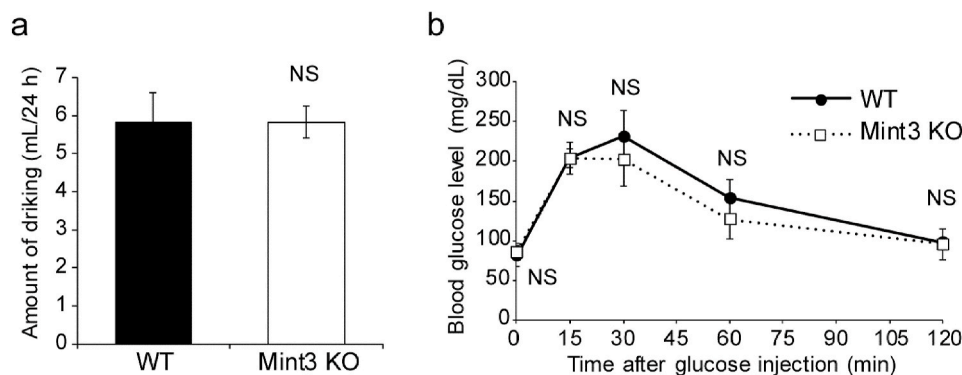 a
Amount of driking (mL/24 h)
7
6
5
4
3
2
1
0
NS
WT
Mint3 KO
b
Blood glucose level (mg/dL)
300
250
200
150
100
50
0
NS
NS
NS
NS
NS
WT
Mint3 KO
0 15 30 45 60 75 90 105 120
Time after glucose injection (min)